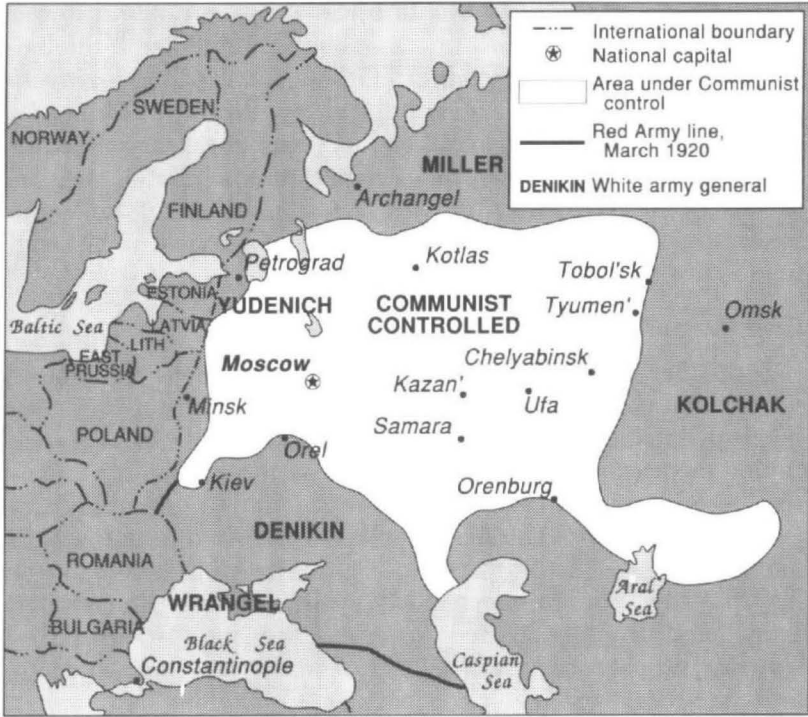 International boundary
National capital
Area under Communist
control
Red Army line,
March 1920
DENIKIN White army general
SWEDEN
NORWAY
MILLER
Archangel
FINLAND
Petrograd
Kotlas
Tobol'sk
ESTONIA
YUDENICH
COMMUNIST
CONTROLLED
Tyumen'
Omsk
Baltic Sea
LATVIA
LITH
EAST
PRUSSIA
Moscow
Chelyabinsk
Kazan'
Ufa
Minsk
KOLCHAK
POLAND
Samara
Orel
Kiev
Orenburg
DENIKIN
ROMANIA
WRANGEL
Aral
Sea
BULGARIA
Black Sea
Constantinople
Caspian
Sea